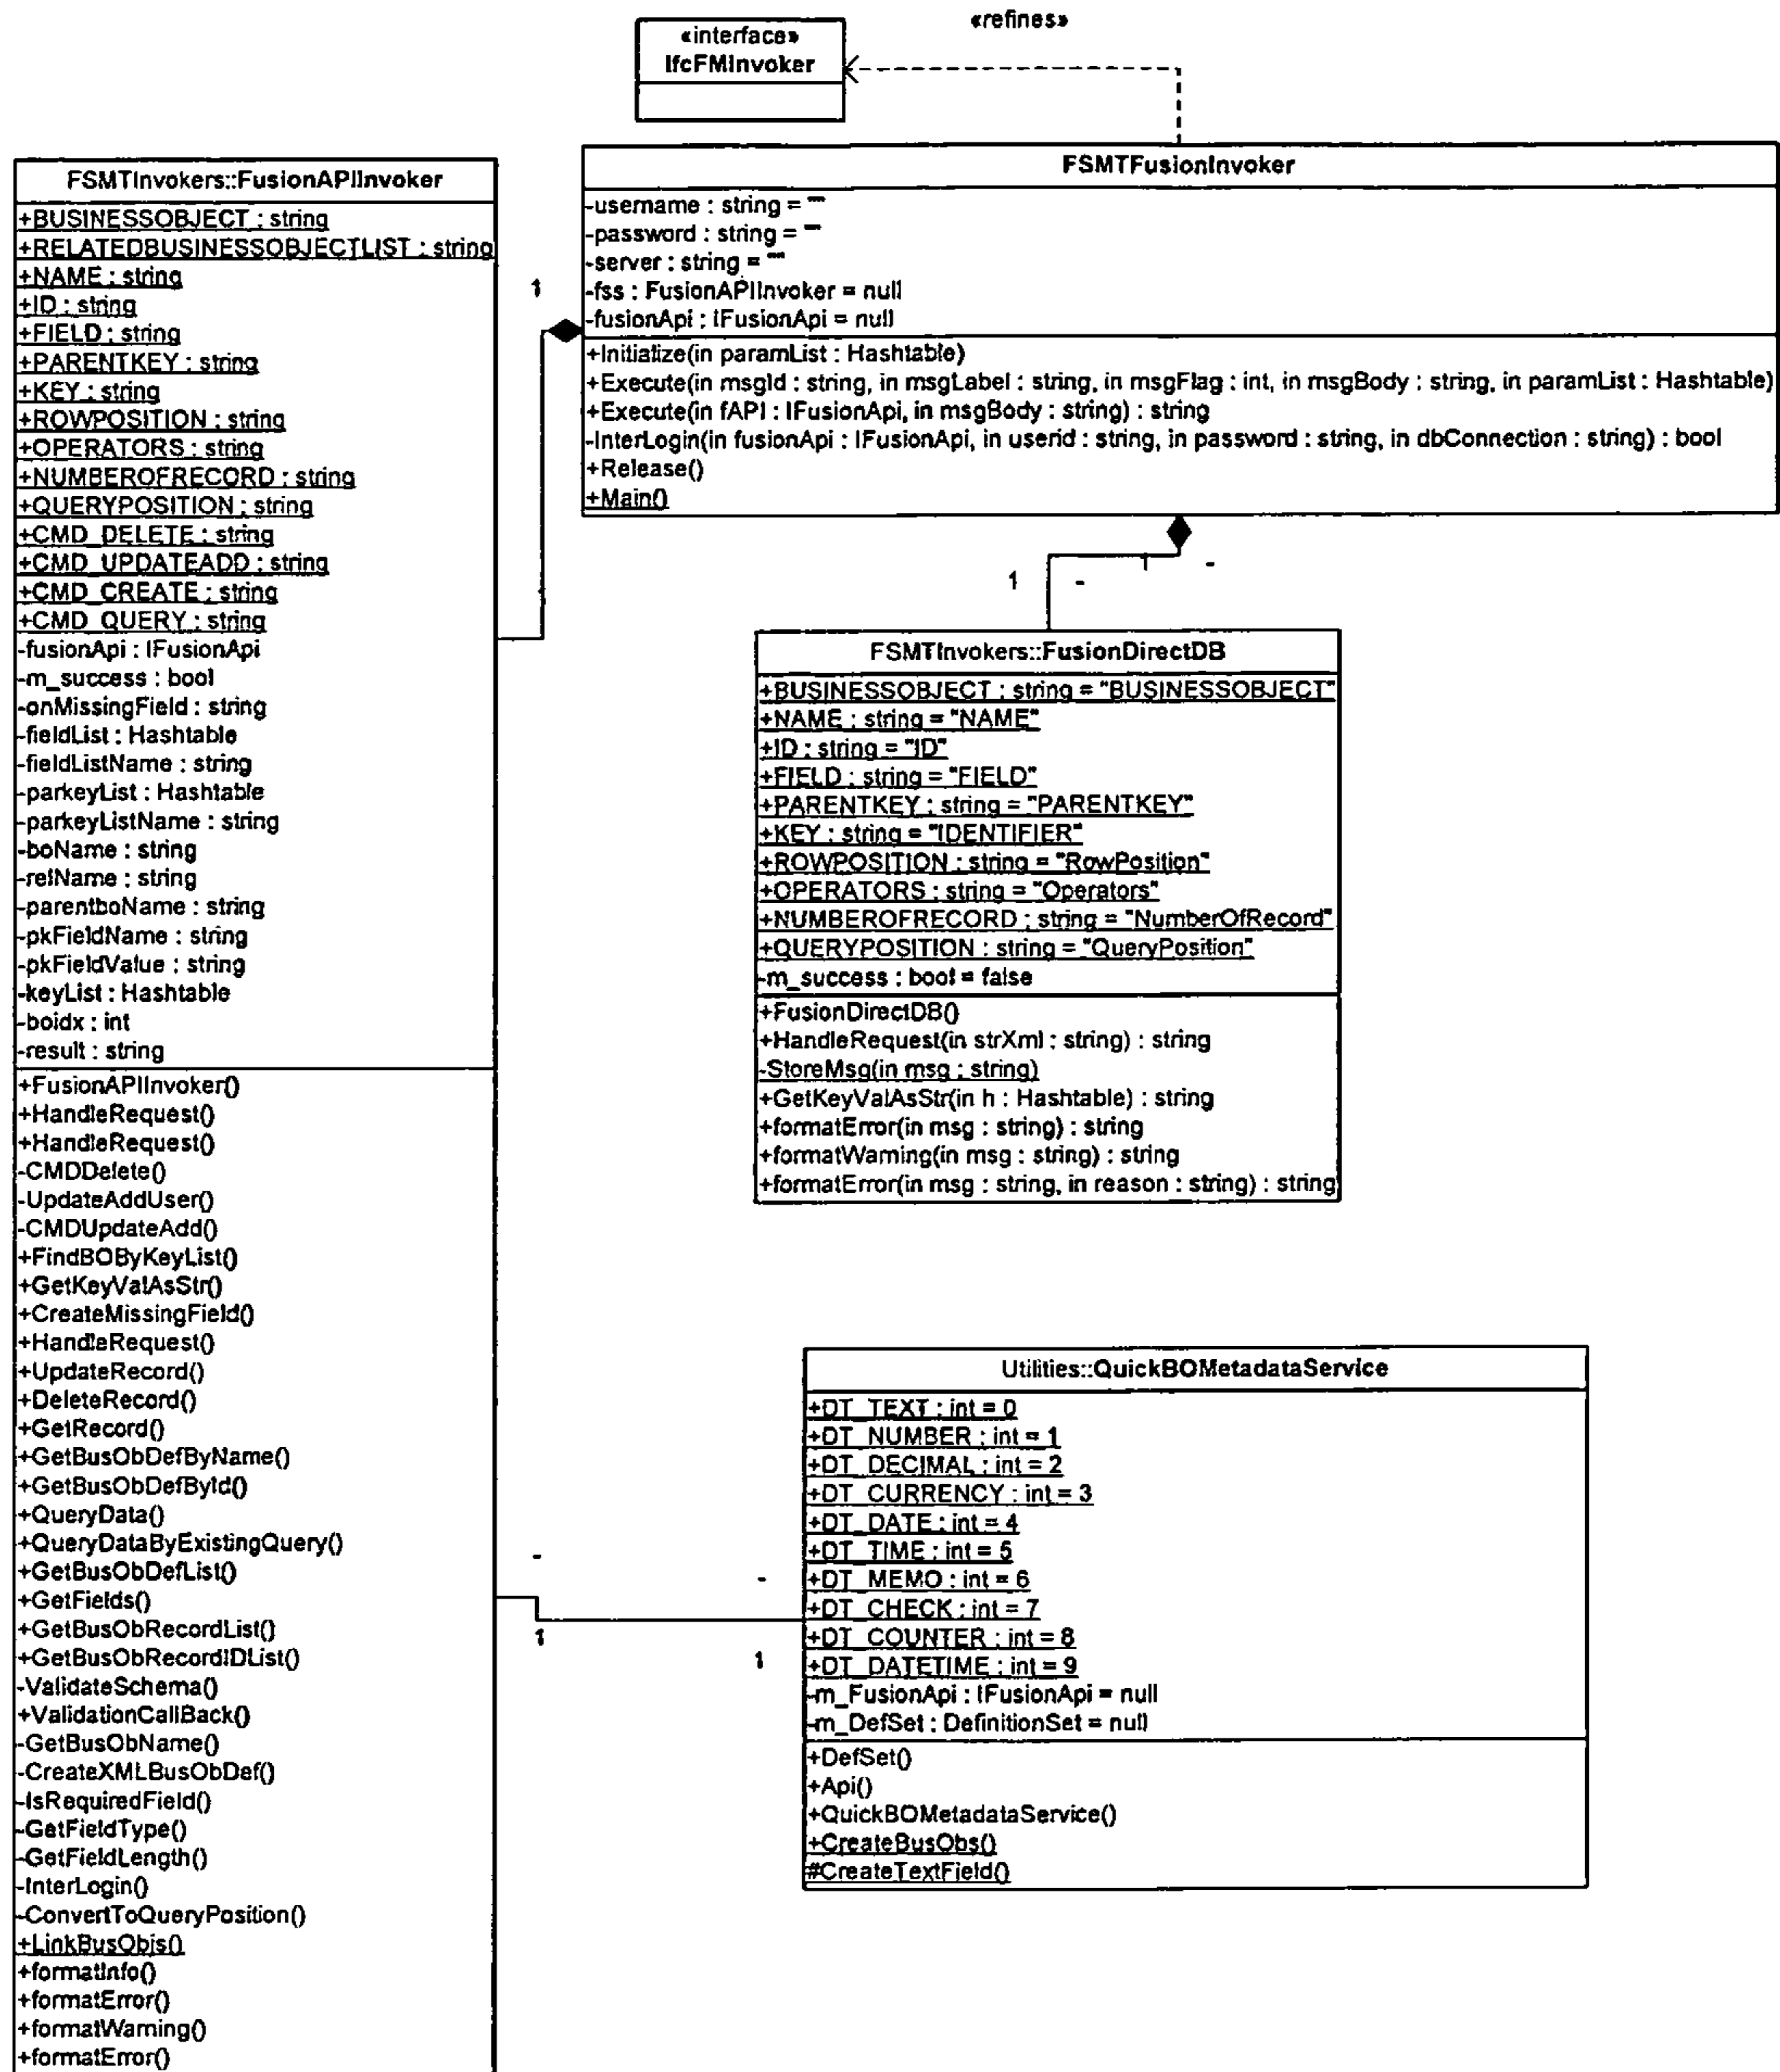 «refines»
«interface»
IfcFMInvoker
FSMTFusionInvoker
-username : string = ""
-password : string = ""
-server : string = ""
-fss : FusionAPIInvoker = null
-fusionApi : IFusionApi = null
+Initialize(in paramList : Hashtable)
+Execute(in msgId : string, in msgLabel : string, in msgFlag : int, in msgBody : string, in paramList : Hashtable)
+Execute(in fAPI : IFusionApi, in msgBody : string) : string
-InterLogin(in fusionApi : IFusionApi, in userid : string, in password : string, in dbConnection : string) : bool
+Release()
+Main()
FSMTInvokers::FusionAPIInvoker
+BUSINESSOBJECT : string
+RELATEDBUSINESSOBJECTLIST : string
+NAME : string
+ID : string
+FIELD : string
+PARENTKEY : string
+KEY : string
+ROWPOSITION : string
+OPERATORS : string
+NUMBEROFRECORD : string
+QUERYPOSITION : string
+CMD_DELETE : string
+CMD_UPDATEADD : string
+CMD_CREATE : string
+CMD_QUERY : string
-fusionApi : IFusionApi
-m_success : bool
-onMissingField : string
-fieldList : Hashtable
-fieldListName : string
-parkeyList : Hashtable
-parkeyListName : string
-boName : string
-relName : string
-parentboName : string
-pkFieldName : string
-pkFieldValue : string
-keyList : Hashtable
-boidx : int
-result : string
+FusionAPIInvoker()
+HandleRequest()
+HandleRequest()
-CMDDelete()
-UpdateAddUser()
-CMDUpdateAdd()
+FindBOByKeyList()
+GetKeyValAsStr()
+CreateMissingField()
+HandleRequest()
+UpdateRecord()
+DeleteRecord()
+GetRecord()
+GetBusObDefByName()
+GetBusObDefById()
+QueryData()
+QueryDataByExistingQuery()
+GetBusObDefList()
+GetFields()
+GetBusObRecordList()
+GetBusObRecordIDList()
-ValidateSchema()
+ValidationCallBack()
-GetBusObName()
-CreateXMLBusObDef()
-IsRequiredField()
-GetFieldType()
-GetFieldLength()
-InterLogin()
-ConvertToQueryPosition()
+LinkBusObjs()
+formatInfo()
+formatError()
+formatWarning()
+formatError()
1
1 - 1 -
FSMTInvokers::FusionDirectDB
+BUSINESSOBJECT : string = "BUSINESSOBJECT"
+NAME : string = "NAME"
+ID : string = "ID"
+FIELD : string = "FIELD"
+PARENTKEY : string = "PARENTKEY"
+KEY : string = "IDENTIFIER"
+ROWPOSITION : string = "RowPosition"
+OPERATORS : string = "Operators"
+NUMBEROFRECORD : string = "NumberOfRecord"
+QUERYPOSITION : string = "QueryPosition"
-m_success : bool = false
+FusionDirectDB()
+HandleRequest(in strXml : string) : string
-StoreMsg(in msg : string)
+GetKeyValAsStr(in h : Hashtable) : string
+formatError(in msg : string) : string
+formatWarning(in msg : string) : string
+formatError(in msg : string, in reason : string) : string
- -
1 1
Utilities::QuickBOMetadataService
+DT_TEXT : int = 0
+DT_NUMBER : int = 1
+DT_DECIMAL : int = 2
+DT_CURRENCY : int = 3
+DT_DATE : int = 4
+DT_TIME : int = 5
+DT_MEMO : int = 6
+DT_CHECK : int = 7
+DT_COUNTER : int = 8
+DT_DATETIME : int = 9
-m_FusionApi : IFusionApi = null
-m_DefSet : DefinitionSet = null
+DefSet()
+Api()
+QuickBOMetadataService()
+CreateBusObs()
#CreateTextField()